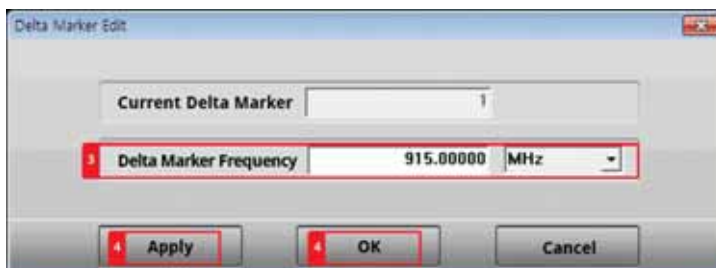 Delta Marker Edit
Current Delta Marker 1
3 Delta Marker Frequency 915.00000 MHz
4 Apply 4 OK Cancel